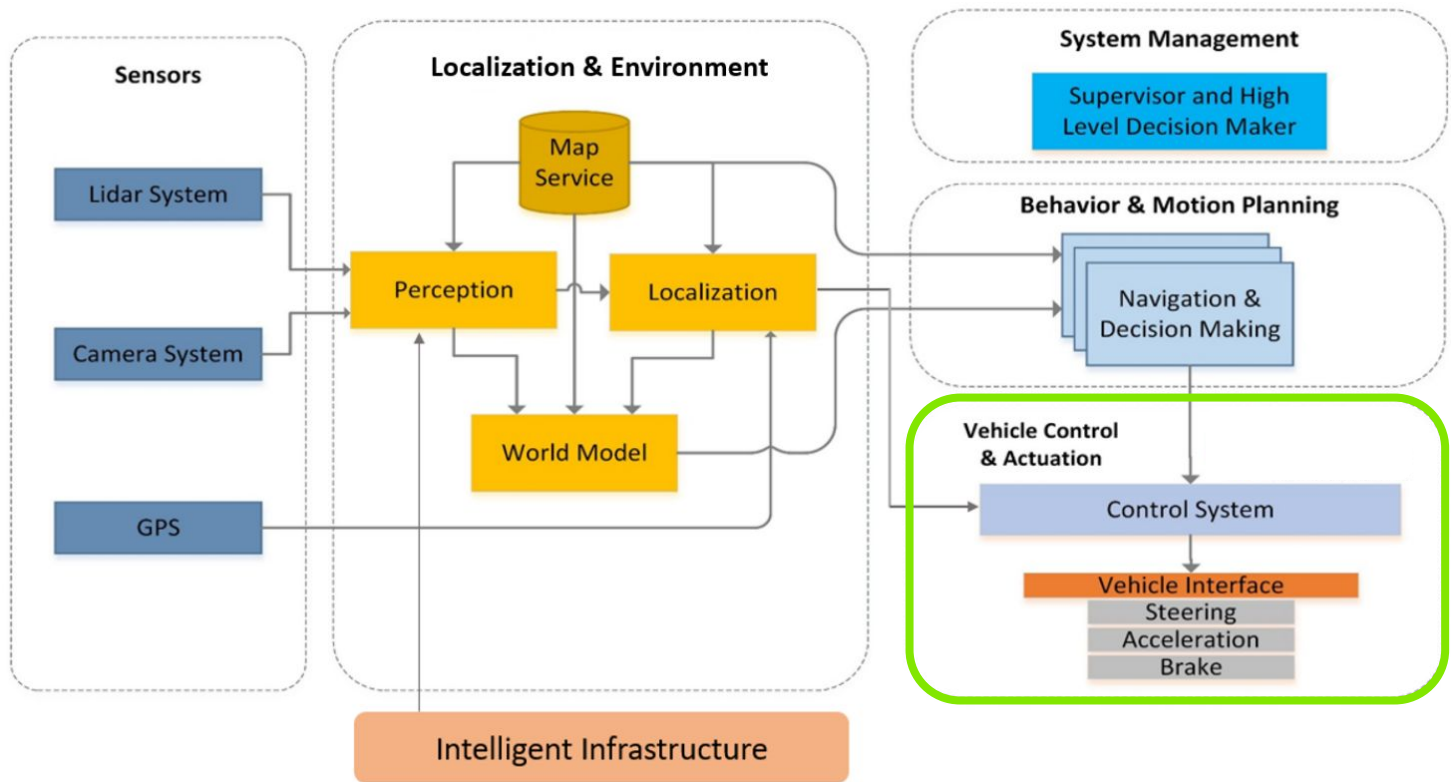 Sensors
Lidar System
Camera System
GPS
Localization & Environment
Map
Service
Perception
Localization
World Model
Intelligent Infrastructure
System Management
Supervisor and High
Level Decision Maker
Behavior & Motion Planning
Navigation &
Decision Making
Vehicle Control
& Actuation
Control System
Vehicle Interface
Steering
Acceleration
Brake